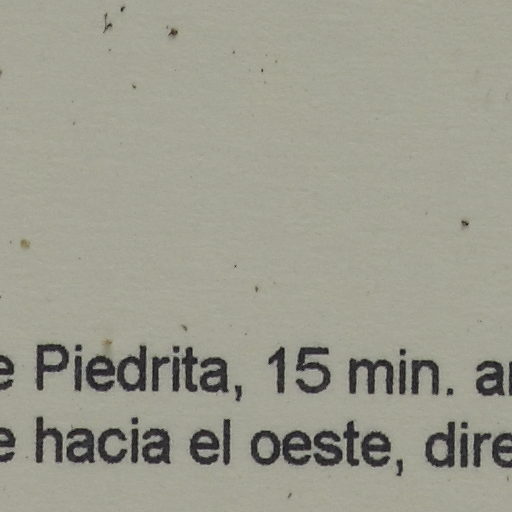 e Piedrita, 15 min. a
e hacia el oeste, dire